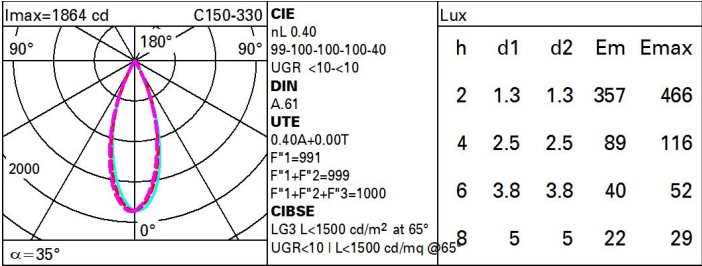 Imax=1864 cd C150-330
90° 180° 90°
2000
0°
α=35°
CIE
nL 0.40
99-100-100-100-40
UGR <10-<10
DIN
A.61
UTE
0.40A+0.00T
F"1=991
F"1+F"2=999
F"1+F"2+F"3=1000
CIBSE
LG3 L<1500 cd/m² at 65°
UGR<10 | L<1500 cd/mq @65°
Lux
h d1 d2 Em Emax
2 1.3 1.3 357 466
4 2.5 2.5 89 116
6 3.8 3.8 40 52
8 5 5 22 29